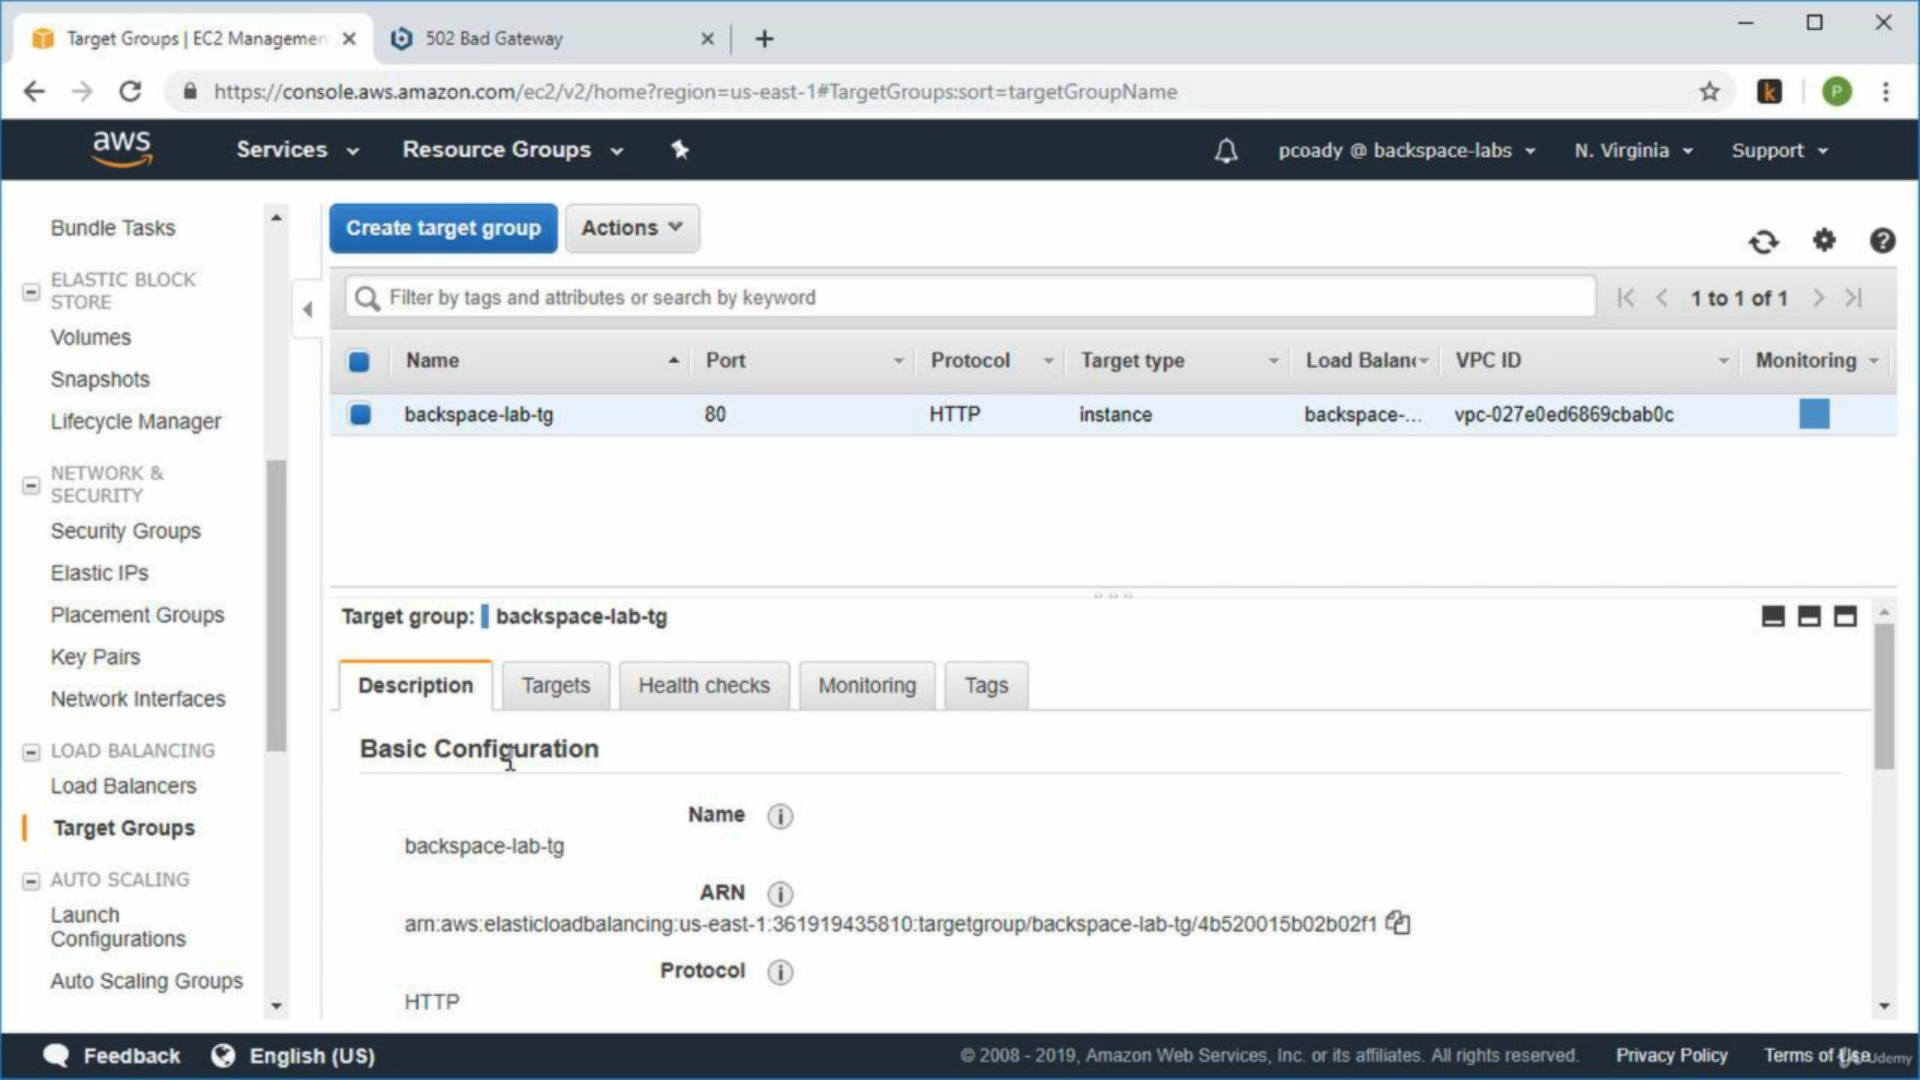 Target Groups | EC2 Managemen
502 Bad Gateway
https://console.aws.amazon.com/ec2/v2/home?region=us-east-1#TargetGroups:sort=targetGroupName
k
P
aws
Services
Resource Groups
pcoady @ backspace-labs
N. Virginia
Support
Bundle Tasks
ELASTIC BLOCK
STORE
Volumes
Snapshots
Lifecycle Manager
NETWORK &
SECURITY
Security Groups
Elastic IPs
Placement Groups
Key Pairs
Network Interfaces
LOAD BALANCING
Load Balancers
Target Groups
AUTO SCALING
Launch
Configurations
Auto Scaling Groups
Create target group
Actions
Filter by tags and attributes or search by keyword
1 to 1 of 1
Name Port Protocol Target type Load Balanc VPC ID Monitoring
backspace-lab-tg 80 HTTP instance backspace-... vpc-027e0ed6869cbab0c
Target group: backspace-lab-tg
Description Targets Health checks Monitoring Tags
Basic Configuration
Name
backspace-lab-tg
ARN
arn:aws:elasticloadbalancing:us-east-1:361919435810:targetgroup/backspace-lab-tg/4b520015b02b02f1
Protocol
HTTP
Feedback
English (US)
© 2008 - 2019, Amazon Web Services, Inc. or its affiliates. All rights reserved.
Privacy Policy
Terms of Use
Udemy